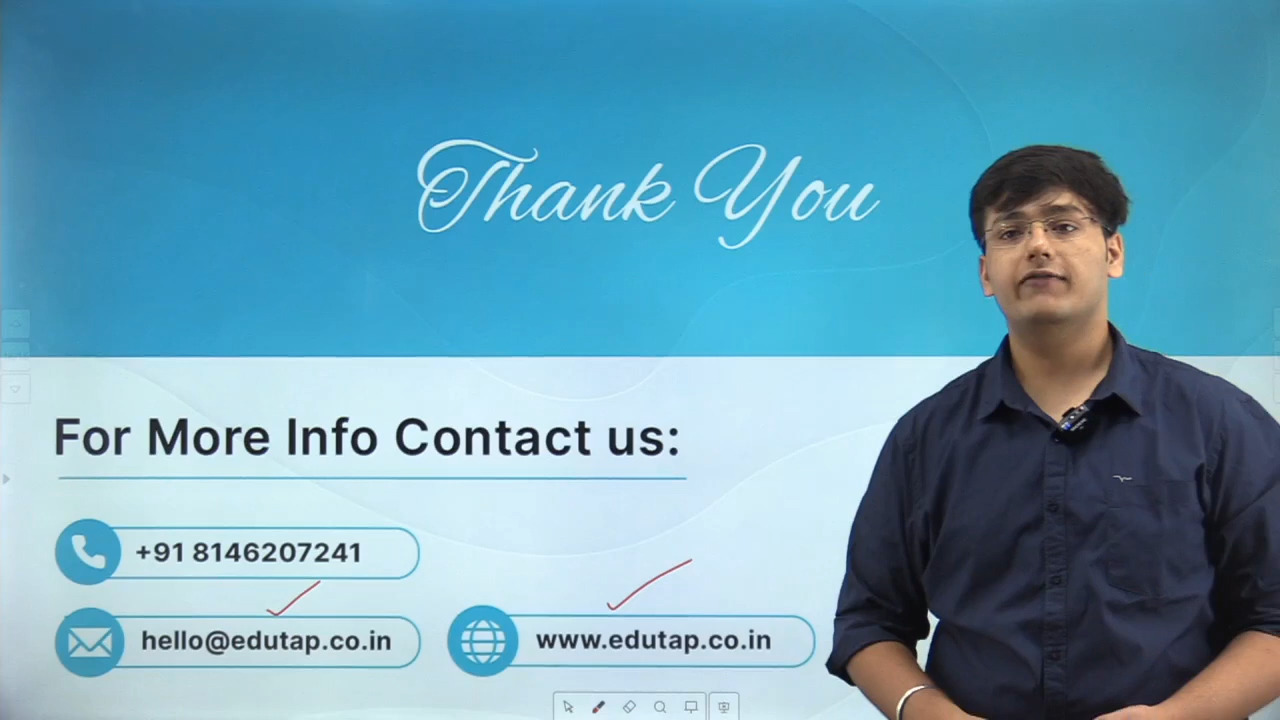 Thank You
For More Info Contact us:
+91 8146207241
hello@edutap.co.in
www.edutap.co.in